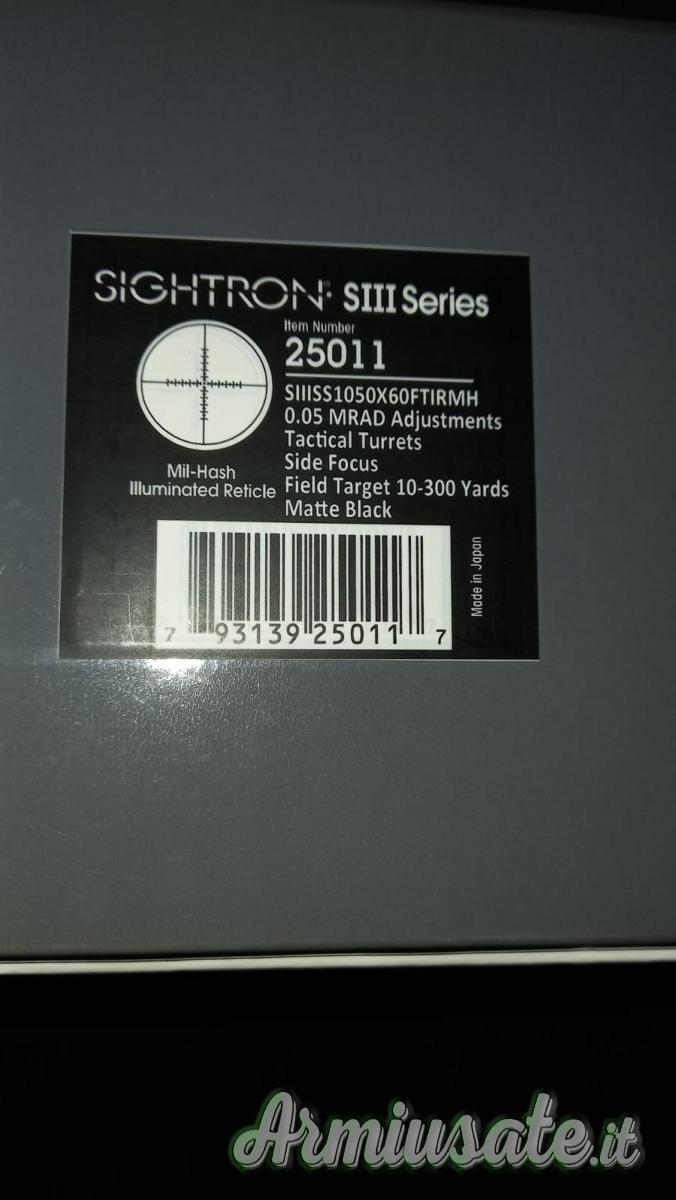 SIGHTRON® SIII Series
Item Number
25011
SIIISS1050X60FTIRMH
0.05 MRAD Adjustments
Tactical Turrets
Side Focus
Field Target 10-300 Yards
Matte Black
Mil-Hash
Illuminated Reticle
Made in Japan
7 93139 25011 7
Armiusate.it